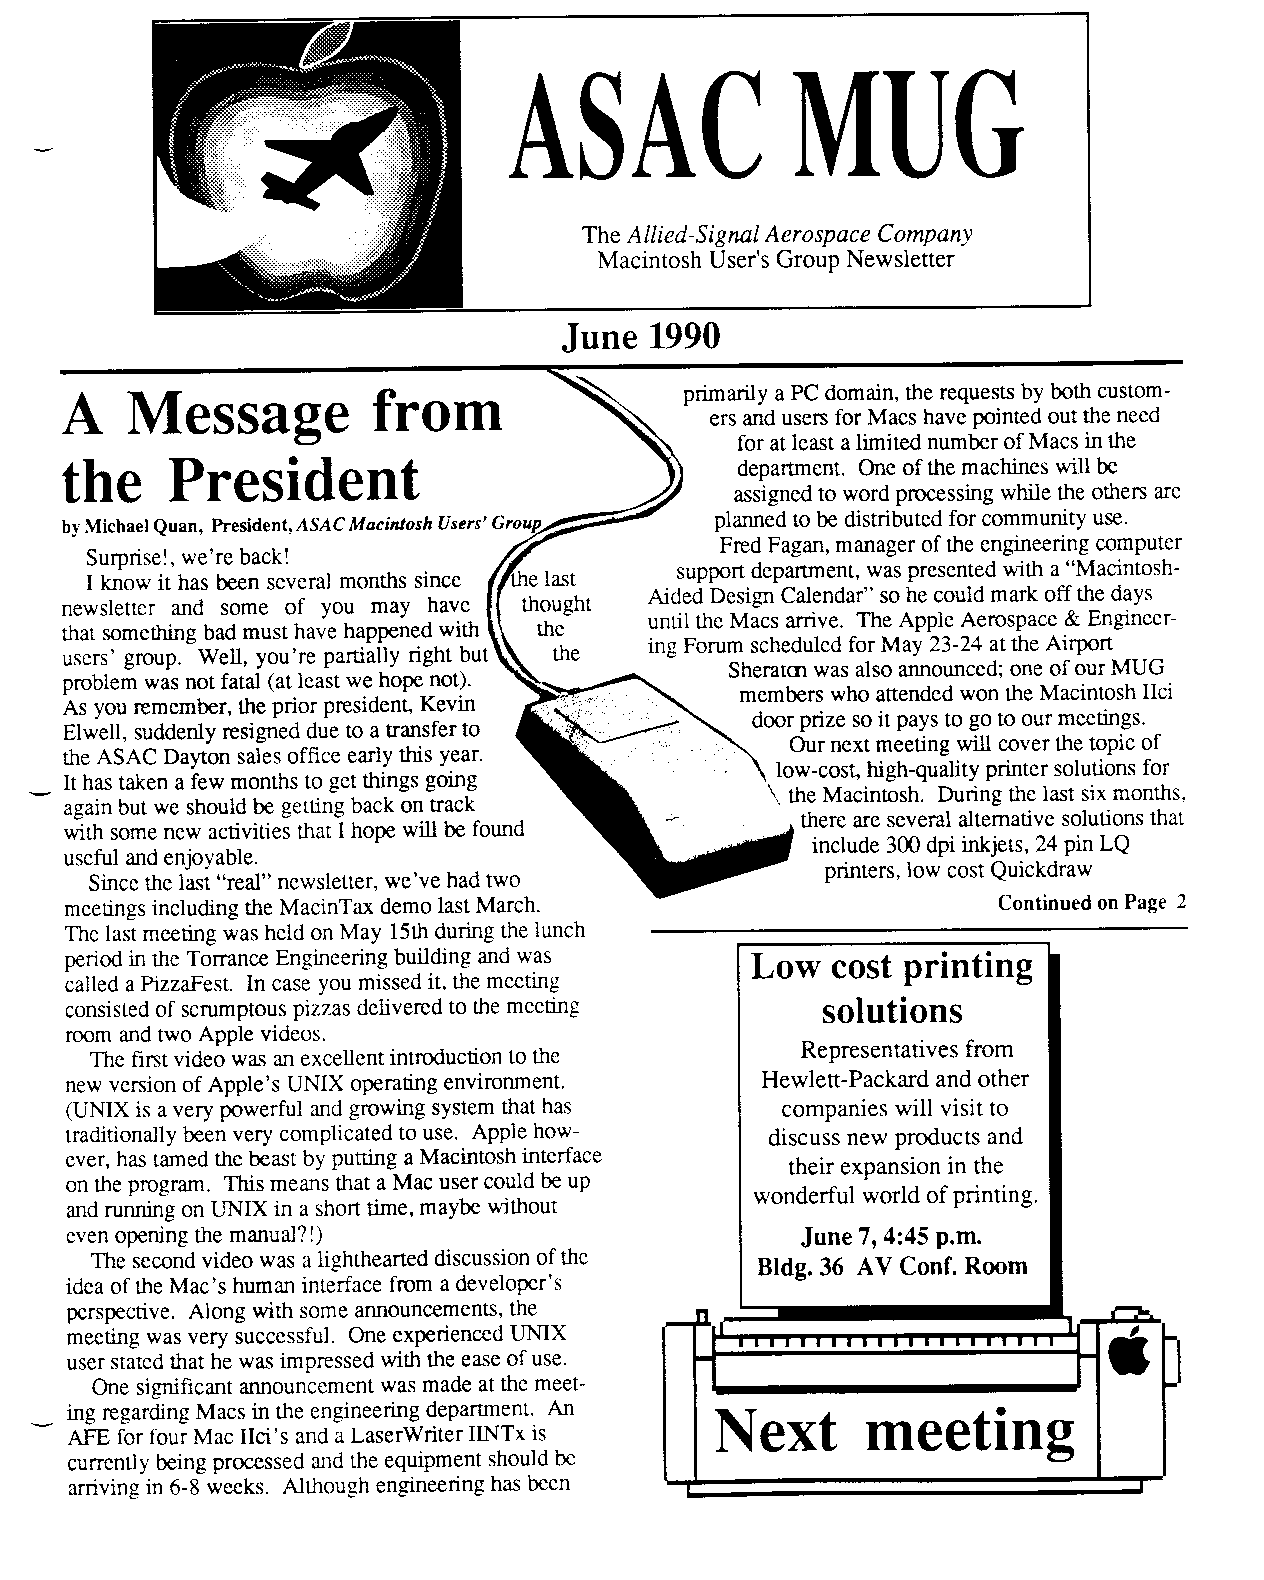 ASAC MUG
The Allied-Signal Aerospace Company
Macintosh User's Group Newsletter
June 1990
A Message from
the President
by Michael Quan, President, ASAC Macintosh Users' Group
Surprise!, we're back!
I know it has been several months since the last
newsletter and some of you may have thought
that something bad must have happened with the
users' group. Well, you're partially right but the
problem was not fatal (at least we hope not).
As you remember, the prior president, Kevin
Elwell, suddenly resigned due to a transfer to
the ASAC Dayton sales office early this year.
It has taken a few months to get things going
again but we should be getting back on track
with some new activities that I hope will be found
useful and enjoyable.
Since the last "real" newsletter, we've had two
meetings including the MacinTax demo last March.
The last meeting was held on May 15th during the lunch
period in the Torrance Engineering building and was
called a PizzaFest. In case you missed it, the meeting
consisted of scrumptous pizzas delivered to the meeting
room and two Apple videos.
The first video was an excellent introduction to the
new version of Apple's UNIX operating environment.
(UNIX is a very powerful and growing system that has
traditionally been very complicated to use. Apple how-
ever, has tamed the beast by putting a Macintosh interface
on the program. This means that a Mac user could be up
and running on UNIX in a short time, maybe without
even opening the manual?!)
The second video was a lighthearted discussion of the
idea of the Mac's human interface from a developer's
perspective. Along with some announcements, the
meeting was very successful. One experienced UNIX
user stated that he was impressed with the ease of use.
One significant announcement was made at the meet-
ing regarding Macs in the engineering department. An
AFE for four Mac IIci's and a LaserWriter IINTx is
currently being processed and the equipment should be
arriving in 6-8 weeks. Although engineering has been
primarily a PC domain, the requests by both custom-
ers and users for Macs have pointed out the need
for at least a limited number of Macs in the
department. One of the machines will be
assigned to word processing while the others are
planned to be distributed for community use.
Fred Fagan, manager of the engineering computer
support department, was presented with a "Macintosh-
Aided Design Calendar" so he could mark off the days
until the Macs arrive. The Apple Aerospace & Engineer-
ing Forum scheduled for May 23-24 at the Airport
Sheraton was also announced; one of our MUG
members who attended won the Macintosh IIci
door prize so it pays to go to our meetings.
Our next meeting will cover the topic of
low-cost, high-quality printer solutions for
the Macintosh. During the last six months,
there are several alternative solutions that
include 300 dpi inkjets, 24 pin LQ
printers, low cost Quickdraw
Continued on Page 2
Low cost printing
solutions
Representatives from
Hewlett-Packard and other
companies will visit to
discuss new products and
their expansion in the
wonderful world of printing.
June 7, 4:45 p.m.
Bldg. 36 AV Conf. Room
Next meeting